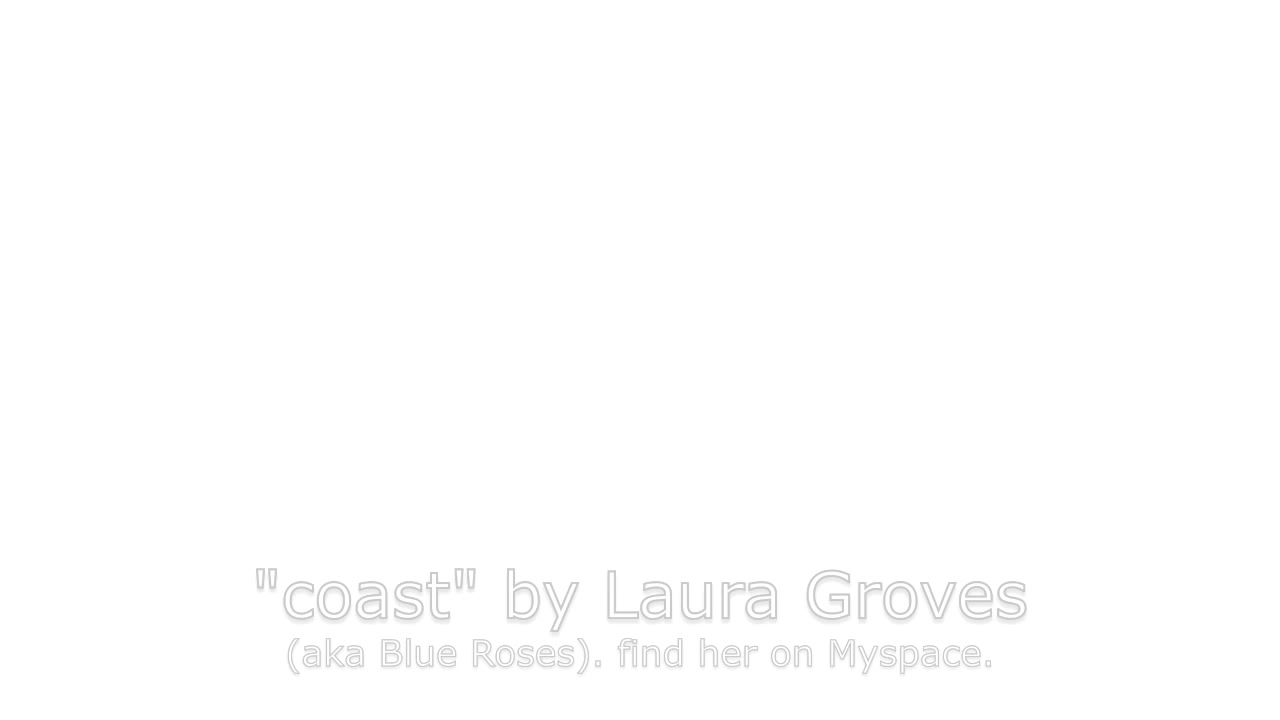 "coast" by Laura Groves
(aka Blue Roses). find her on Myspace.